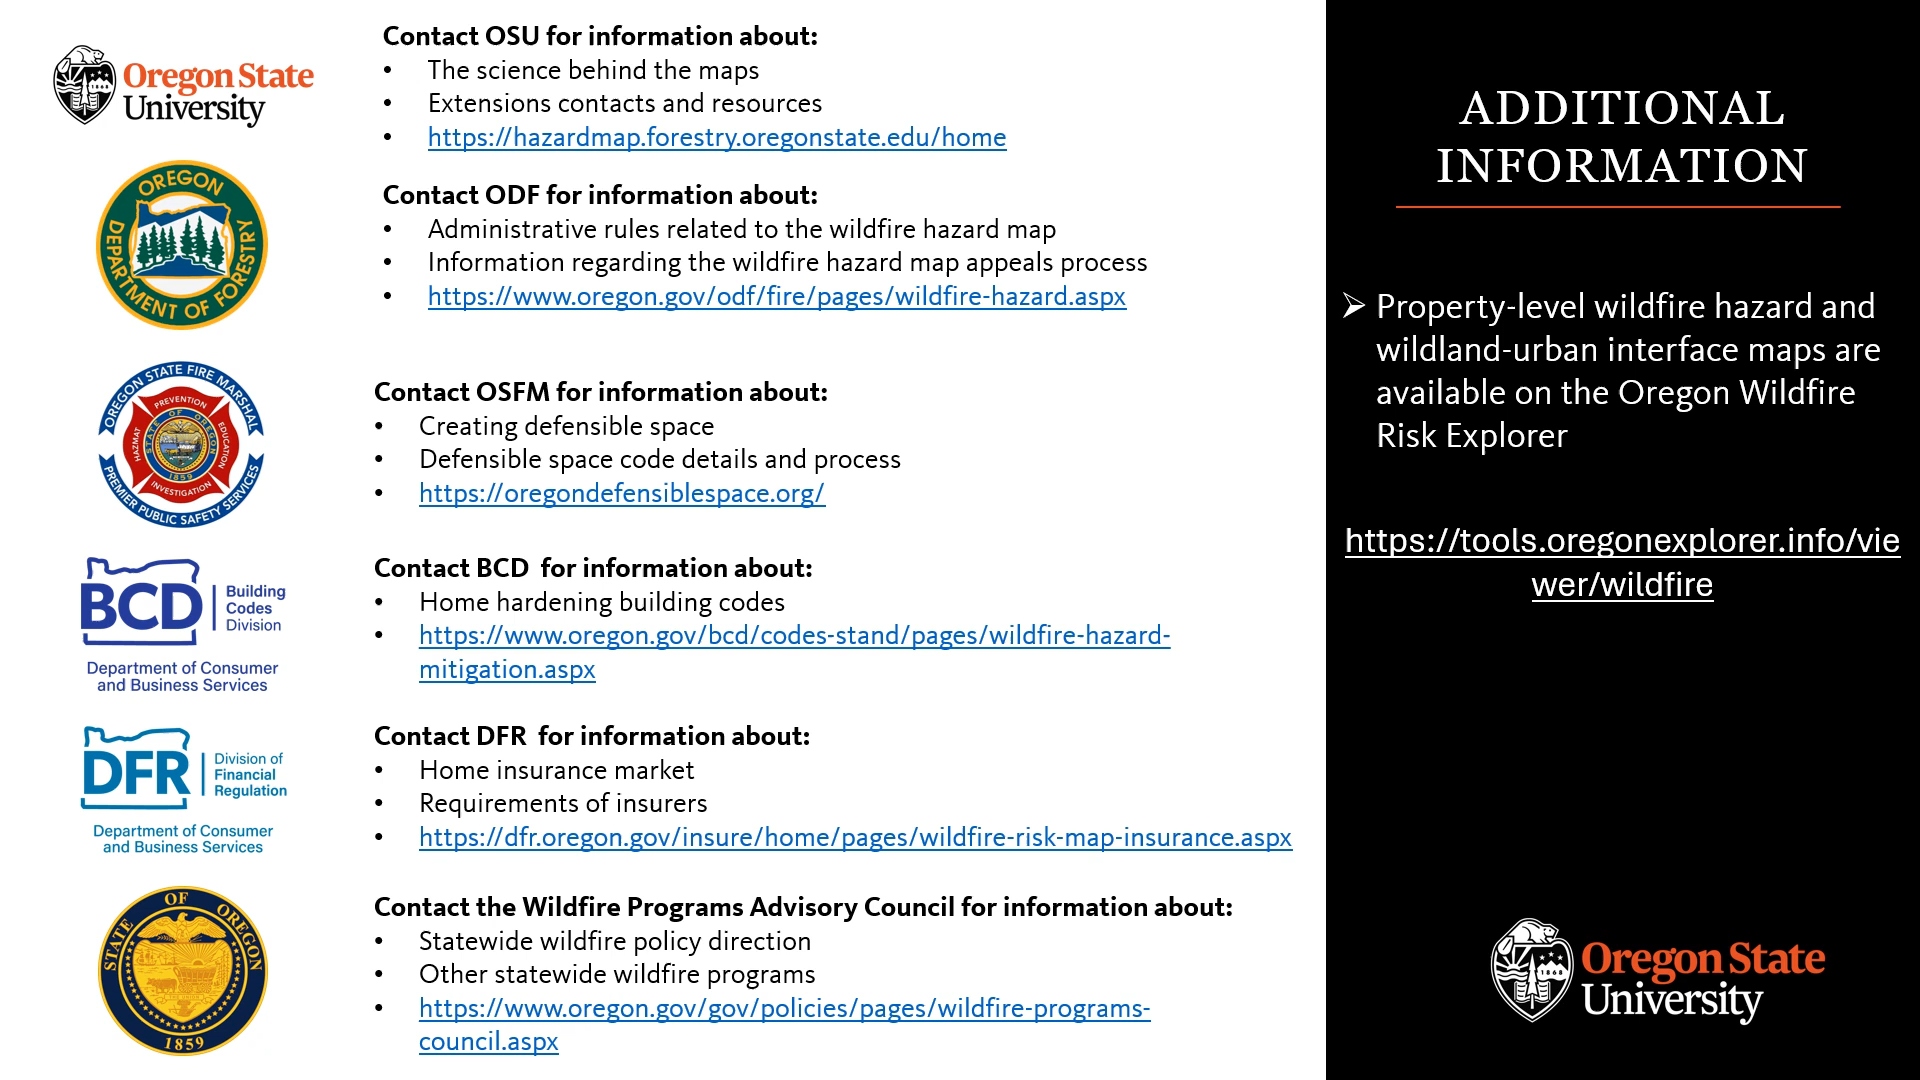 Oregon State
University
Contact OSU for information about:
• The science behind the maps
• Extensions contacts and resources
• https://hazardmap.forestry.oregonstate.edu/home
OREGON
DEPARTMENT OF FORESTRY
Contact ODF for information about:
• Administrative rules related to the wildfire hazard map
• Information regarding the wildfire hazard map appeals process
• https://www.oregon.gov/odf/fire/pages/wildfire-hazard.aspx
OREGON STATE FIRE MARSHAL
PREVENTION
HAZMAT
EDUCATION
STATE OF OREGON
1859
INVESTIGATION
PREMIER PUBLIC SAFETY SERVICES
Contact OSFM for information about:
• Creating defensible space
• Defensible space code details and process
• https://oregondefensiblespace.org/
BCD
Building
Codes
Division
Department of Consumer
and Business Services
Contact BCD  for information about:
• Home hardening building codes
• https://www.oregon.gov/bcd/codes-stand/pages/wildfire-hazard-
mitigation.aspx
DFR
Division of
Financial
Regulation
Department of Consumer
and Business Services
Contact DFR  for information about:
• Home insurance market
• Requirements of insurers
• https://dfr.oregon.gov/insure/home/pages/wildfire-risk-map-insurance.aspx
STATE OF OREGON
1859
Contact the Wildfire Programs Advisory Council for information about:
• Statewide wildfire policy direction
• Other statewide wildfire programs
• https://www.oregon.gov/gov/policies/pages/wildfire-programs-
council.aspx
ADDITIONAL
INFORMATION
➢ Property-level wildfire hazard and
wildland-urban interface maps are
available on the Oregon Wildfire
Risk Explorer
https://tools.oregonexplorer.info/vie
wer/wildfire
1868
Oregon State
University